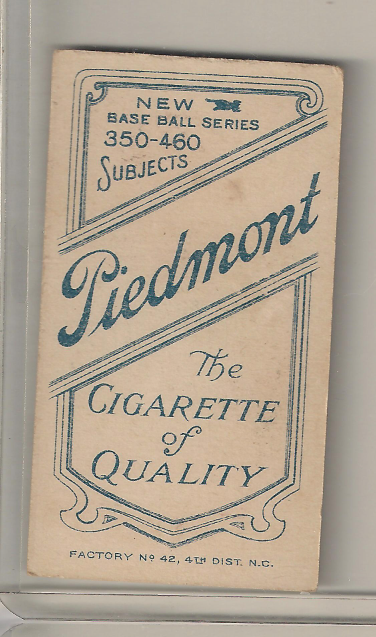 NEW
BASE BALL SERIES
350-460
SUBJECTS
Piedmont
The
CIGARETTE
of
QUALITY
FACTORY Nº 42, 4TH DIST. N.C.